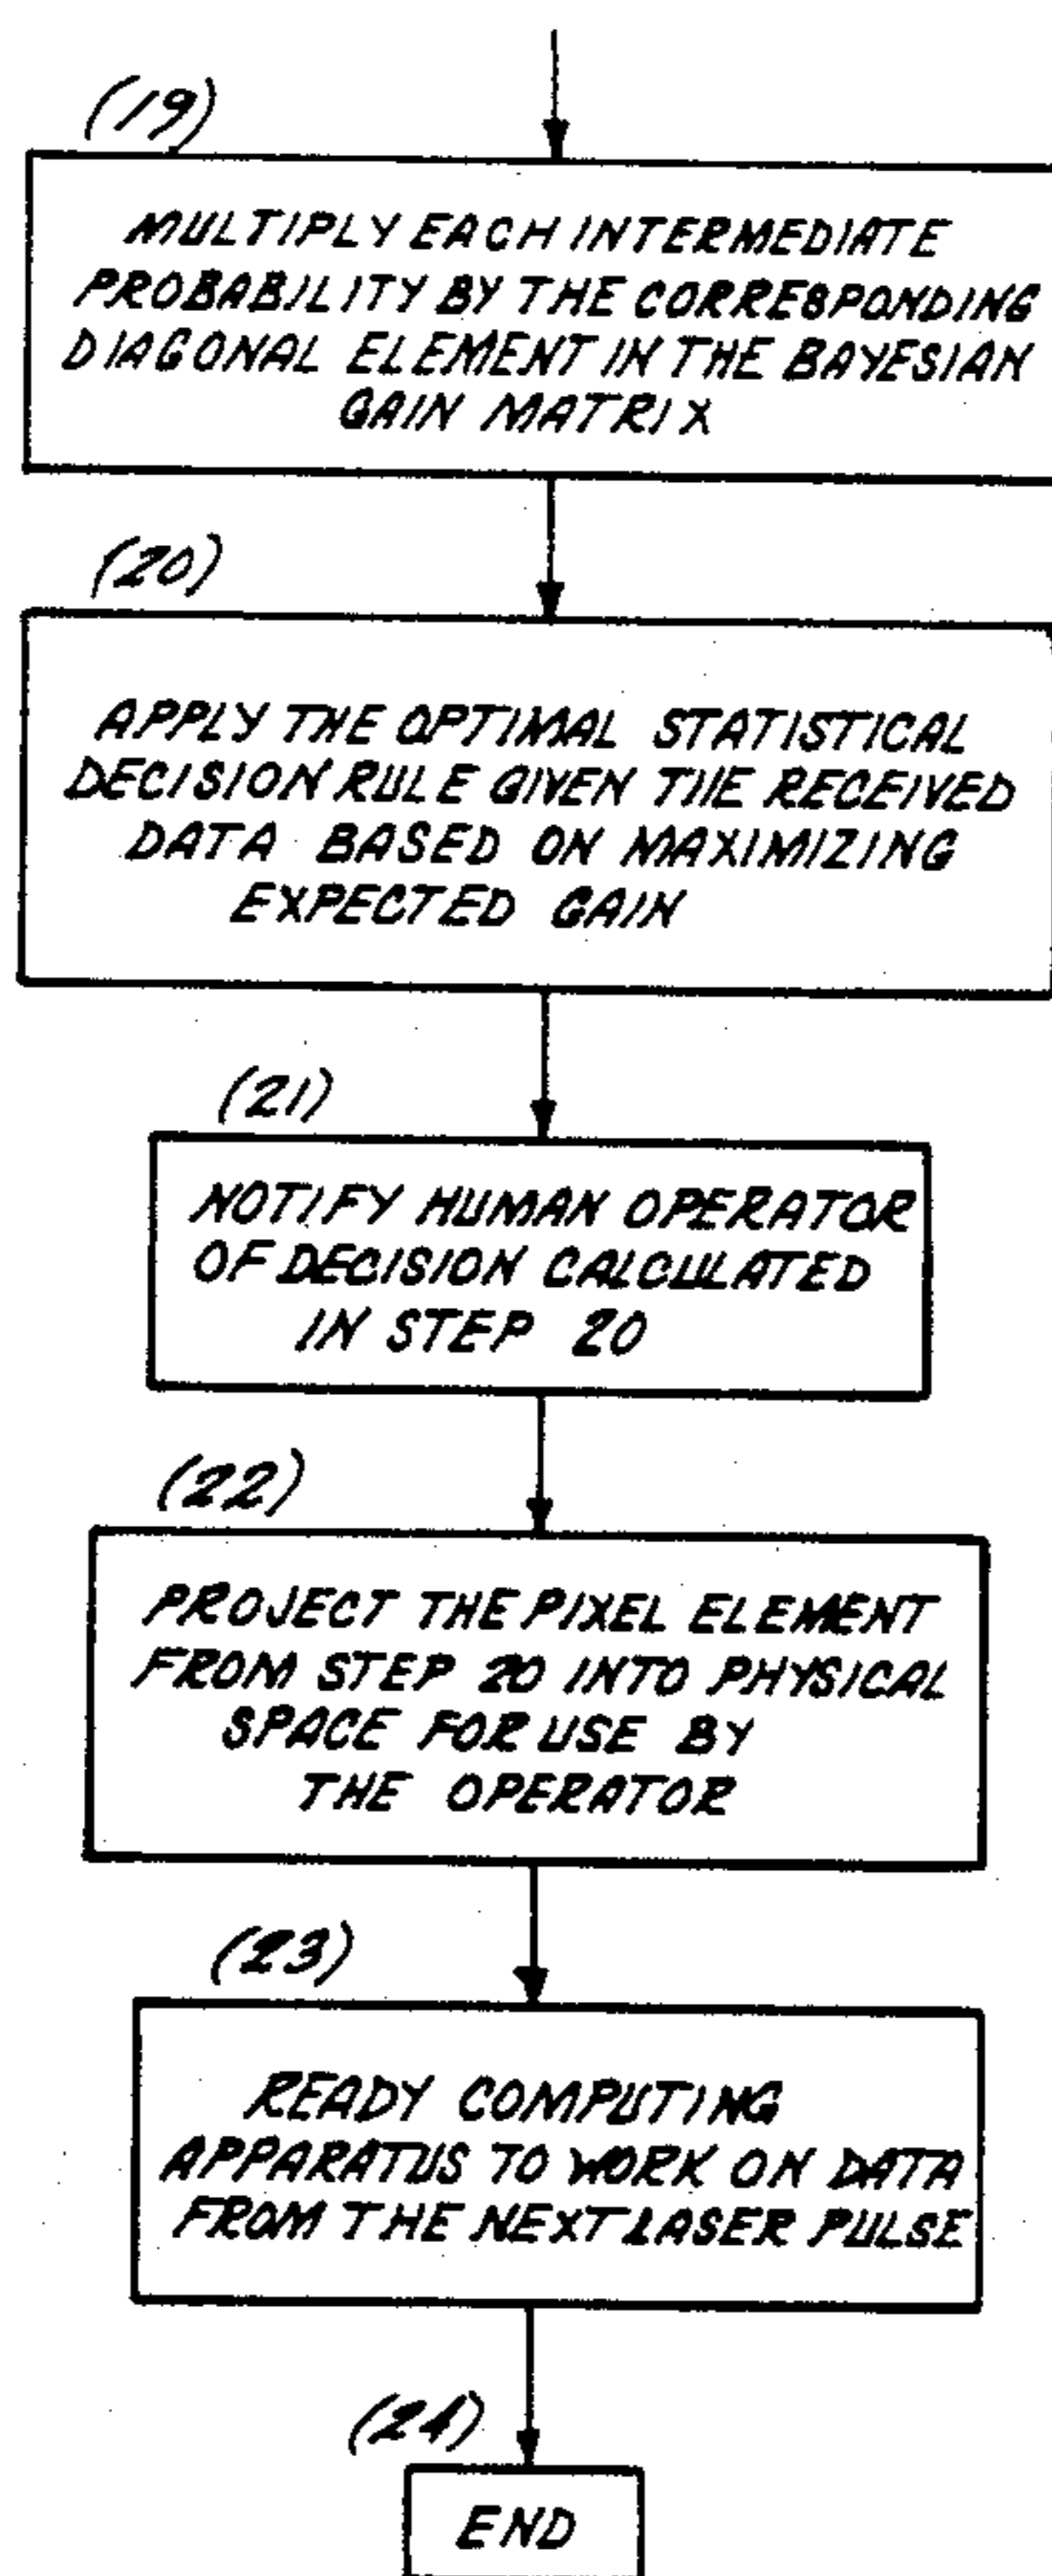 (19)
MULTIPLY EACH INTERMEDIATE
PROBABILITY BY THE CORRESPONDING
DIAGONAL ELEMENT IN THE BAYESIAN
GAIN MATRIX
(20)
APPLY THE OPTIMAL STATISTICAL
DECISION RULE GIVEN THE RECEIVED
DATA BASED ON MAXIMIZING
EXPECTED GAIN
(21)
NOTIFY HUMAN OPERATOR
OF DECISION CALCULATED
IN STEP 20
(22)
PROJECT THE PIXEL ELEMENT
FROM STEP 20 INTO PHYSICAL
SPACE FOR USE BY
THE OPERATOR
(23)
READY COMPUTING
APPARATUS TO WORK ON DATA
FROM THE NEXT LASER PULSE
(24)
END